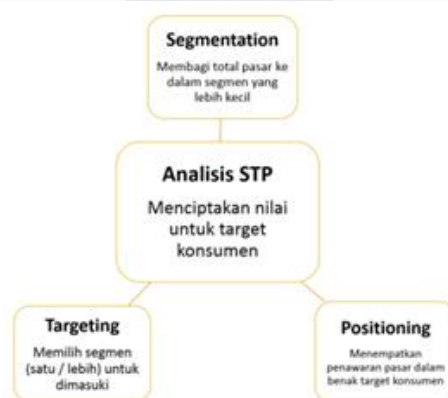 Segmentation
Membagi total pasar ke
dalam segmen yang
lebih kecil
Analisis STP
Menciptakan nilai
untuk target
konsumen
Targeting
Memilih segmen
(satu / lebih) untuk
dimasuki
Positioning
Menempatkan
penawaran pasar dalam
benak target konsumen